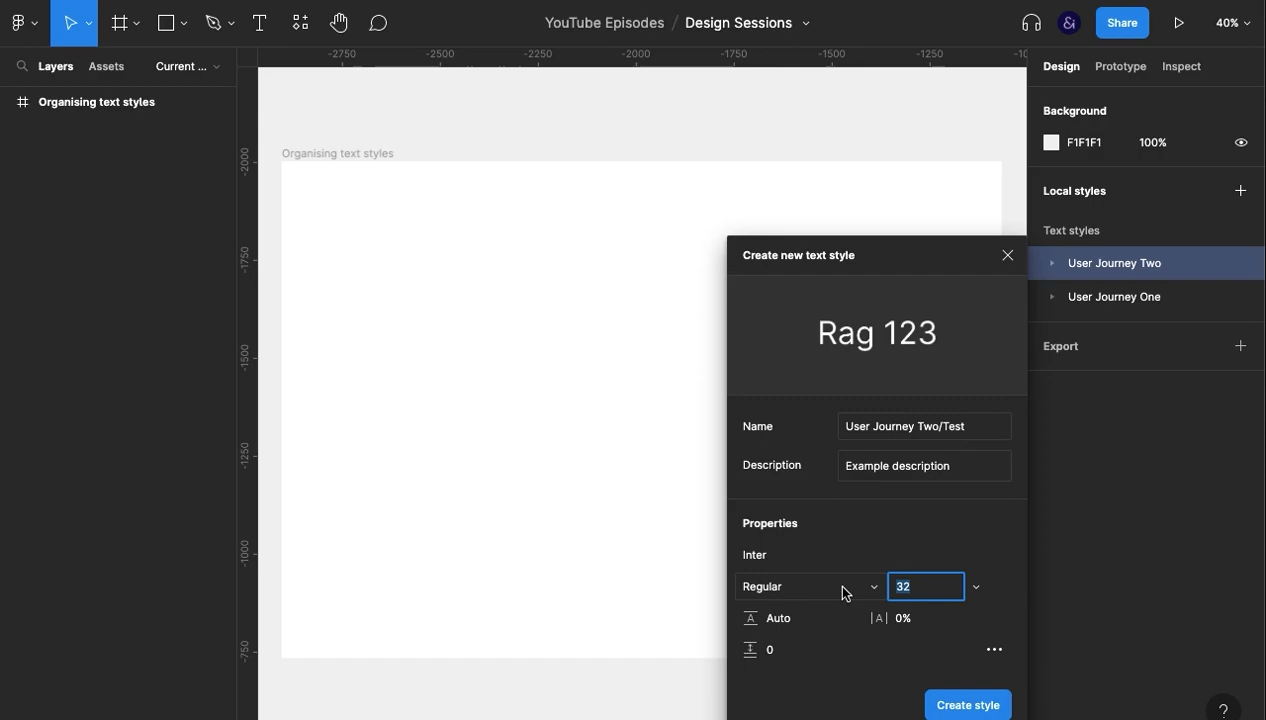 YouTube Episodes / Design Sessions
Share
40%
Layers Assets Current ...
Organising text styles
-2750 -2500 -2250 -2000 -1750 -1500 -1250 -10
-2000
-1750
-1500
-1250
-1000
-750
Organising text styles
Create new text style
Rag 123
Name User Journey Two/Test
Description Example description
Properties
Inter
Regular 32
A Auto |A| 0%
0
Create style
Design Prototype Inspect
Background
F1F1F1 100%
Local styles
Text styles
User Journey Two
User Journey One
Export
?